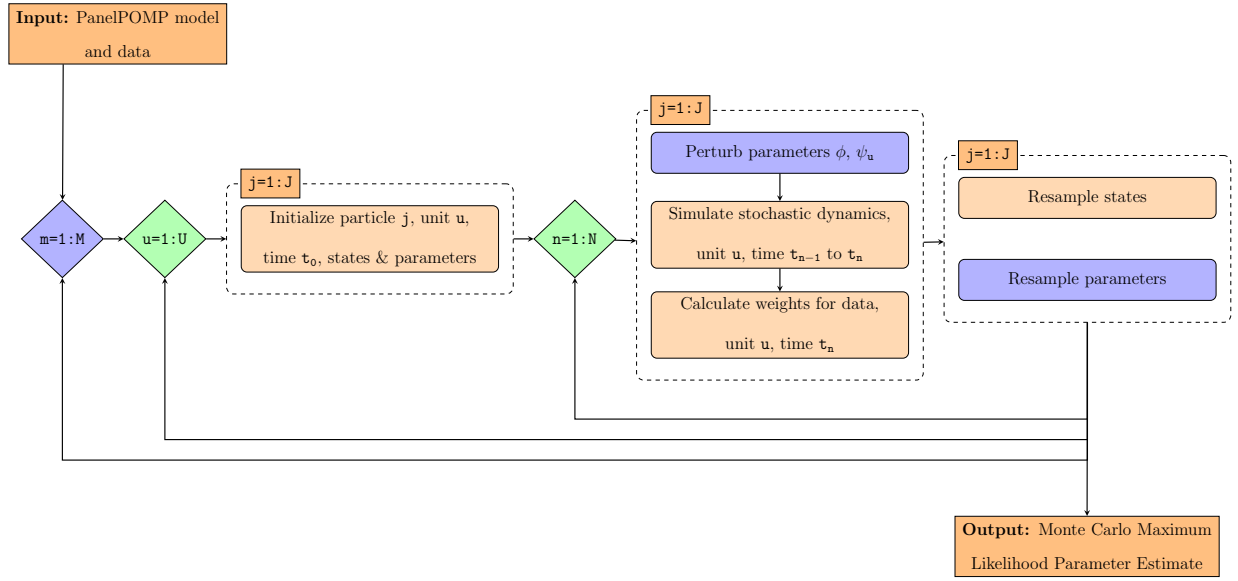 Input: PanelPOMP model
and data
m=1:M
u=1:U
j=1:J
Initialize particle j, unit u,
time t₀, states & parameters
n=1:N
j=1:J
Perturb parameters ϕ, ψᵤ
Simulate stochastic dynamics,
unit u, time tₙ₋₁ to tₙ
Calculate weights for data,
unit u, time tₙ
j=1:J
Resample states
Resample parameters
Output: Monte Carlo Maximum
Likelihood Parameter Estimate